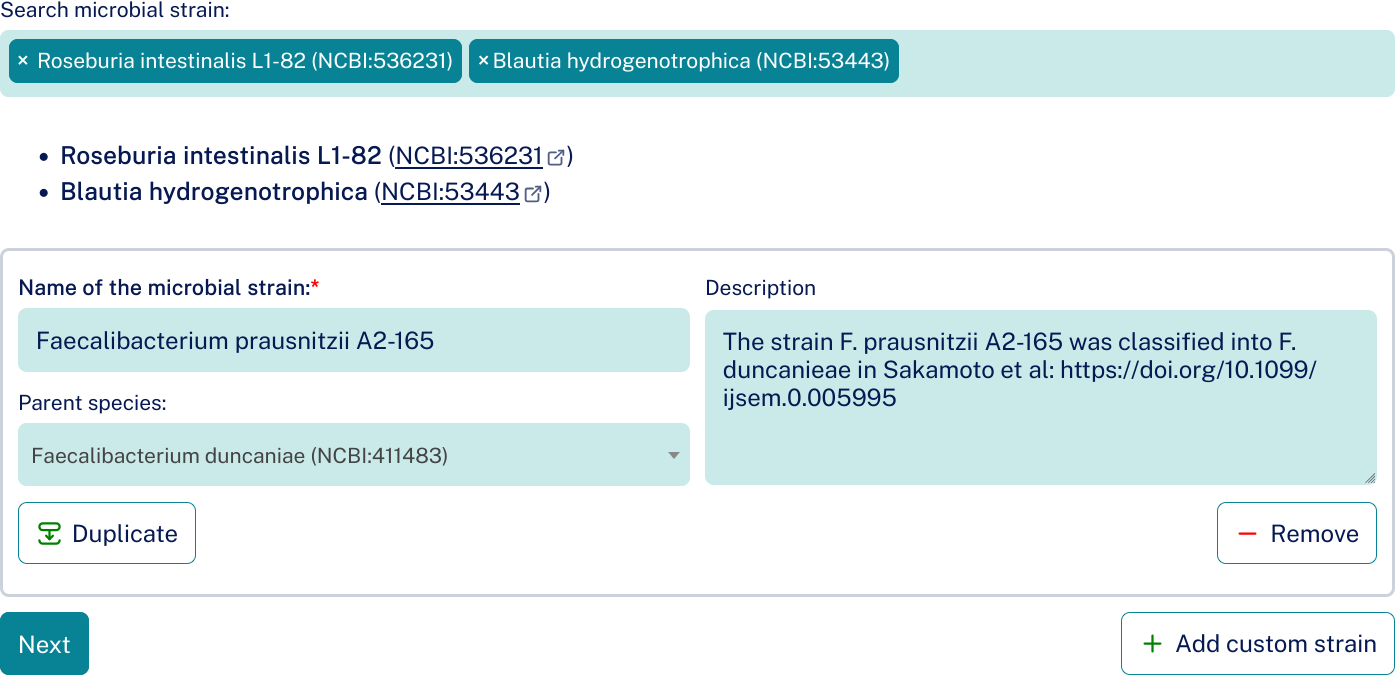 Search microbial strain:
× Roseburia intestinalis L1-82 (NCBI:536231) × Blautia hydrogenotrophica (NCBI:53443)
• Roseburia intestinalis L1-82 (NCBI:536231)
• Blautia hydrogenotrophica (NCBI:53443)
Name of the microbial strain:*
Faecalibacterium prausnitzii A2-165
Parent species:
Faecalibacterium duncaniae (NCBI:411483)
Description
The strain F. prausnitzii A2-165 was classified into F.
duncanieae in Sakamoto et al: https://doi.org/10.1099/
ijsem.0.005995
Duplicate
Remove
Next
+ Add custom strain